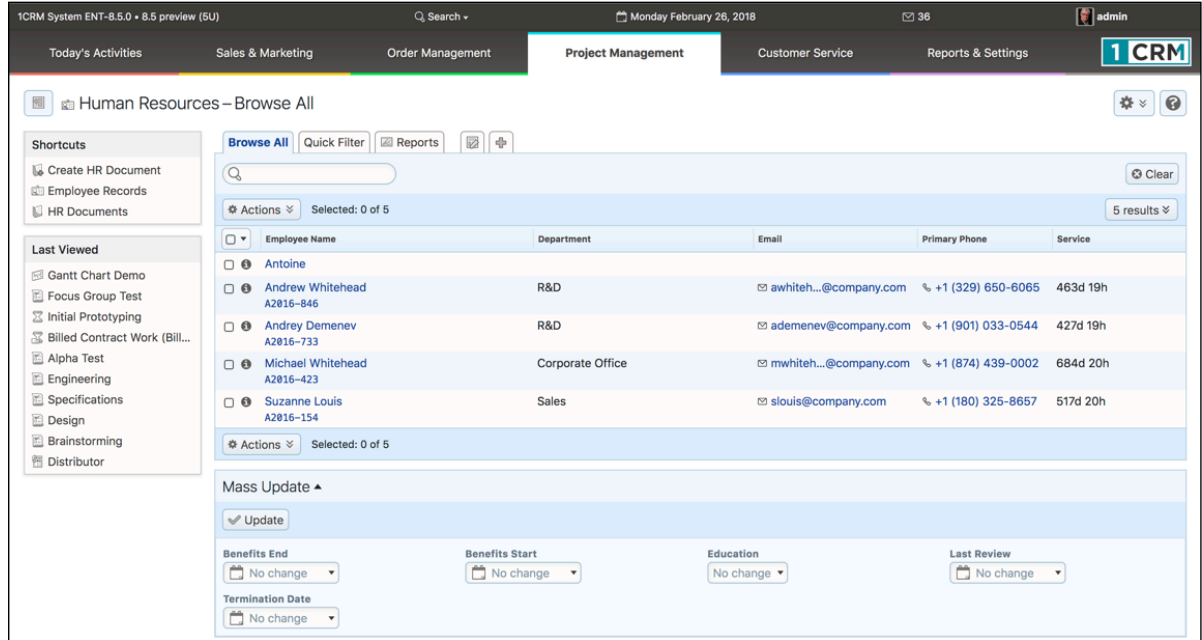 1CRM System ENT-8.5.0 • 8.5 preview (5U) Search Monday February 26, 2018 36 admin
Today's Activities Sales & Marketing Order Management Project Management Customer Service Reports & Settings 1 CRM
Human Resources – Browse All
Shortcuts
Create HR Document
Employee Records
HR Documents
Last Viewed
Gantt Chart Demo
Focus Group Test
Initial Prototyping
Billed Contract Work (Bill...
Alpha Test
Engineering
Specifications
Design
Brainstorming
Distributor
Browse All Quick Filter Reports
Clear
Actions Selected: 0 of 5 5 results
Employee Name Department Email Primary Phone Service
Antoine
Andrew Whitehead R&D awhiteh...@company.com +1 (329) 650-6065 463d 19h
A2016-846
Andrey Demenev R&D ademenev@company.com +1 (901) 033-0544 427d 19h
A2016-733
Michael Whitehead Corporate Office mwhiteh...@company.com +1 (874) 439-0002 684d 20h
A2016-423
Suzanne Louis Sales slouis@company.com +1 (180) 325-8657 517d 20h
A2016-154
Actions Selected: 0 of 5
Mass Update
Update
Benefits End Benefits Start Education Last Review
No change No change No change No change
Termination Date
No change